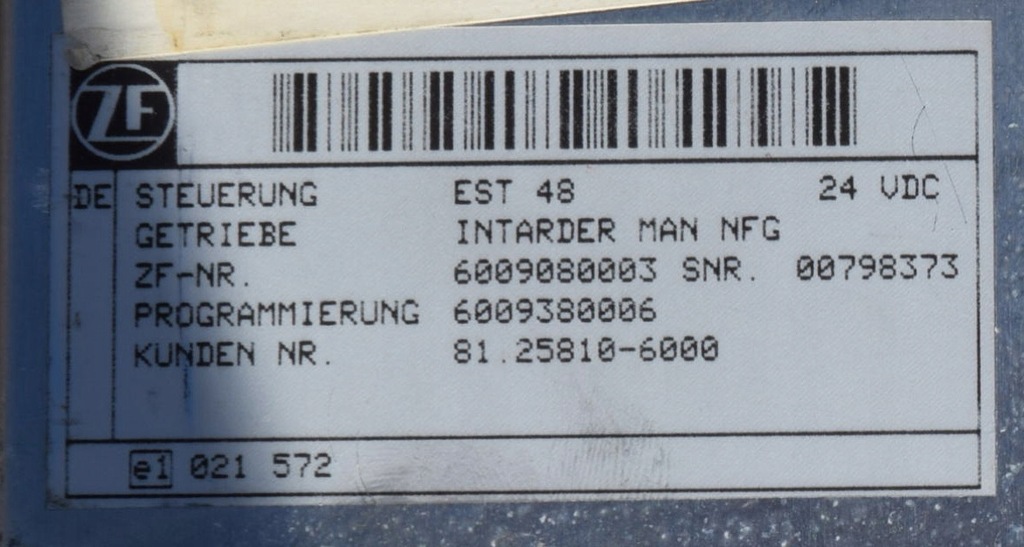 ZF
DE STEUERUNG EST 48 24 VDC
GETRIEBE INTARDER MAN NFG
ZF-NR. 6009080003 SNR. 00798373
PROGRAMMIERUNG 6009380006
KUNDEN NR. 81.25810-6000
e1 021 572